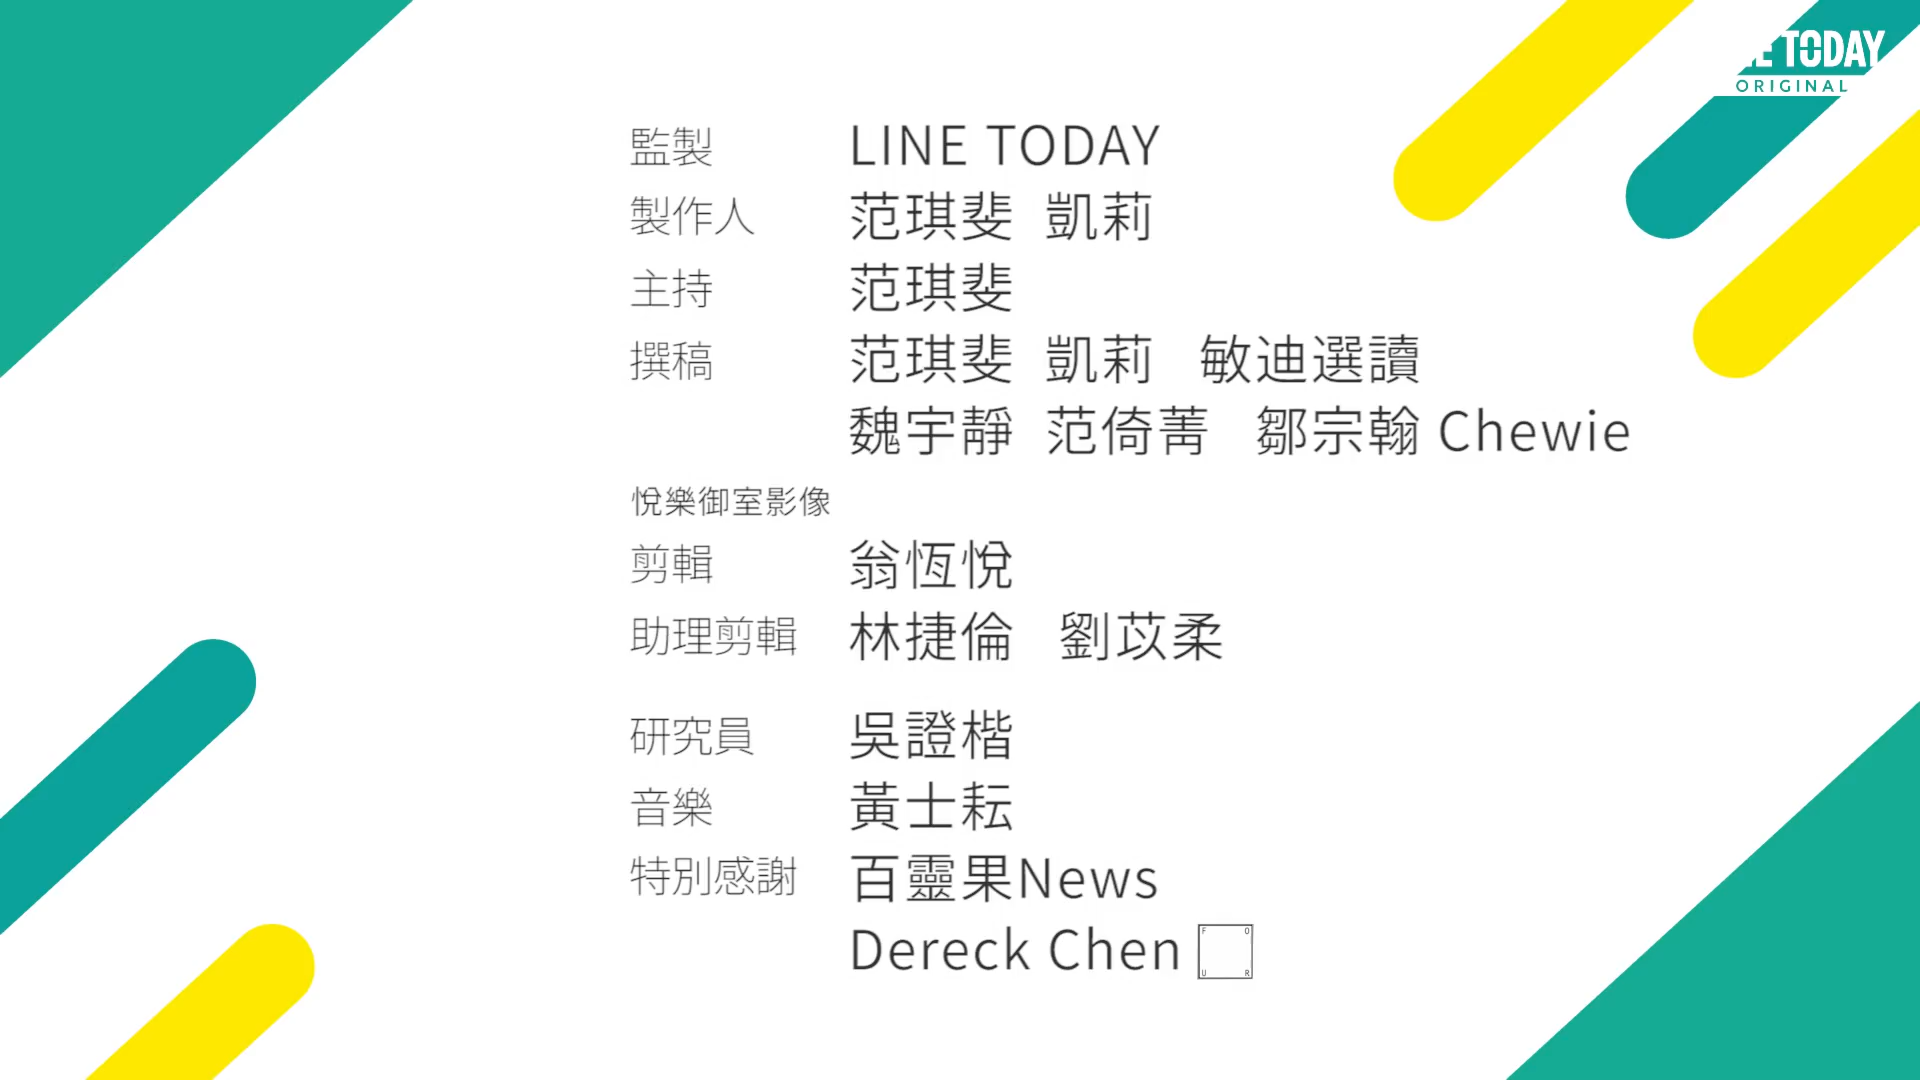 E TODAY
ORIGINAL
監製 LINE TODAY
製作人 范琪斐 凱莉
主持 范琪斐
撰稿 范琪斐 凱莉 敏迪選讀
魏宇靜 范倚菁 鄒宗翰 Chewie
悅樂御室影像
剪輯 翁恆悅
助理剪輯 林捷倫 劉苡柔
研究員 吳證楷
音樂 黃士耘
特別感謝 百靈果News
Dereck Chen
F O
U R